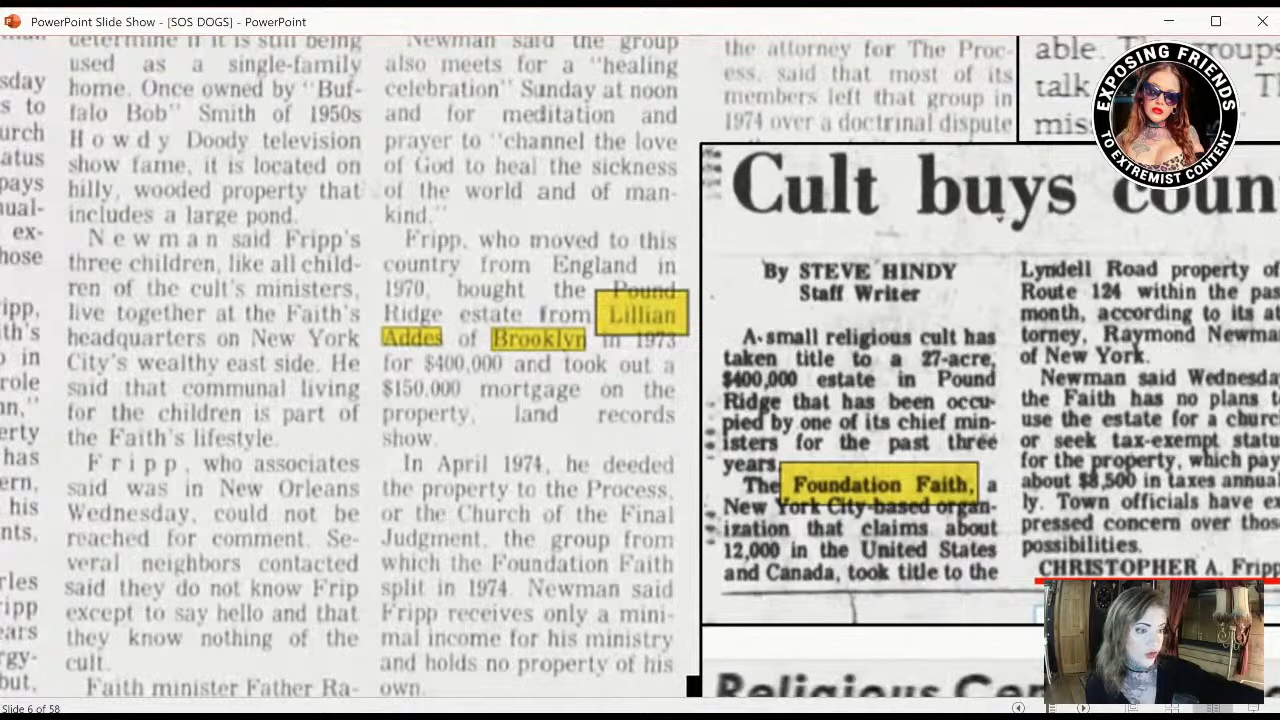 PowerPoint Slide Show - [SOS DOGS] - PowerPoint
determine if it is still being
used as a single-family
home. Once owned by "Buf-
falo Bob" Smith of 1950s
Howdy Doody television
show fame, it is located on
hilly, wooded property that
includes a large pond.
Newman said Fripp's
three children, like all child-
ren of the cult's ministers,
live together at the Faith's
headquarters on New York
City's wealthy east side. He
said that communal living
for the children is part of
the Faith's lifestyle.
Fripp, who associates
said was in New Orleans
Wednesday, could not be
reached for comment. Se-
veral neighbors contacted
said they do not know Fripp
except to say hello and that
they know nothing of the
cult.
Faith minister Father Ra-
Newman said the group
also meets for a "healing
celebration" Sunday at noon
and for meditation and
prayer to "channel the love
of God to heal the sickness
of the world and of man-
kind."
Fripp, who moved to this
country from England in
1970, bought the Pound
Ridge estate from Lillian
Addes of Brooklyn in 1973
for $400,000 and took out a
$150,000 mortgage on the
property, land records
show.
In April 1974, he deeded
the property to the Process,
or the Church of the Final
Judgment, the group from
which the Foundation Faith
split in 1974. Newman said
Fripp receives only a mini-
mal income for his ministry
and holds no property of his
own.
the attorney for The Proc-
ess, said that most of its
members left that group in
1974 over a doctrinal dispute
able. The groups
talk
EXPOSING FRIENDS
TO EXTREMIST CONTENT
Cult buys coun
By STEVE HINDY
Staff Writer
A small religious cult has
taken title to a 27-acre,
$400,000 estate in Pound
Ridge that has been occu-
pied by one of its chief min-
isters for the past three
years.
The Foundation Faith, a
New York City-based organ-
ization that claims about
12,000 in the United States
and Canada, took title to the
Lyndell Road property of
Route 124 within the pas
month, according to its at
torney, Raymond Newma
of New York.
Newman said Wednesda
the Faith has no plans t
use the estate for a churc
or seek tax-exempt statu
for the property, which pay
about $8,500 in taxes annua
ly. Town officials have e
pressed concern over thos
possibilities.
CHRISTOPHER A. Fripp
Religious Cen
Slide 6 of 58